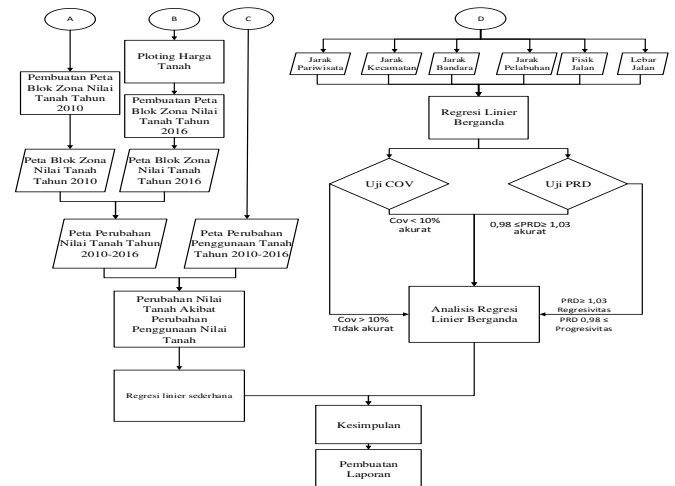 A
B
C
D
Ploting Harga
Tanah
Jarak
Pariwisata
Jarak
Kecamatan
Jarak
Bandara
Jarak
Pelabuhan
Fisik
Jalan
Lebar
Jalan
Pembuatan Peta
Blok Zona Nilai
Tanah Tahun
2010
Pembuatan Peta
Blok Zona Nilai
Tanah Tahun
2016
Regresi Linier
Berganda
Peta Blok Zona
Nilai Tanah
Tahun 2010
Peta Blok Zona
Nilai Tanah
Tahun 2016
Uji COV
Uji PRD
Cov < 10%
akurat
0,98 ≤PRD≥ 1,03
akurat
Peta Perubahan
Nilai Tanah Tahun
2010-2016
Peta Perubahan
Penggunaan Tanah
Tahun 2010-2016
Perubahan Nilai
Tanah Akibat
Perubahan
Penggunaan Nilai
Tanah
Cov > 10%
Tidak akurat
Analisis Regresi
Linier Berganda
PRD≥ 1,03
Regresivitas
PRD 0,98 ≤
Progresivitas
Regresi linier sederhana
Kesimpulan
Pembuatan
Laporan